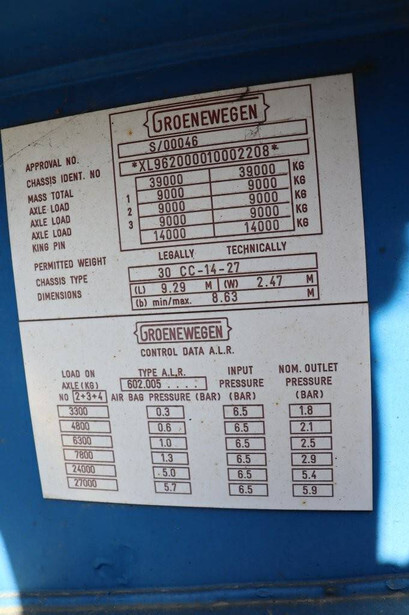 GROENEWEGEN
APPROVAL NO. S/00046
CHASSIS IDENT. NO *XL962000010002208*
MASS TOTAL 39000 39000 KG
AXLE LOAD 1 9000 9000 KG
AXLE LOAD 2 9000 9000 KG
AXLE LOAD 3 9000 9000 KG
KING PIN 14000 14000 KG
PERMITTED WEIGHT LEGALLY TECHNICALLY
CHASSIS TYPE 30 CC-14-27
DIMENSIONS (L) 9.29 M (W) 2.47 M
(b) min/max. 8.63 M
GROENEWEGEN
CONTROL DATA A.L.R.
LOAD ON TYPE A.L.R. INPUT NOM. OUTLET
AXLE (KG) 602.005 .... PRESSURE PRESSURE
NO 2+3+4 AIR BAG PRESSURE (BAR) (BAR) (BAR)
3300 0.3 6.5 1.8
4800 0.6 6.5 2.1
6300 1.0 6.5 2.5
7800 1.3 6.5 2.9
24000 5.0 6.5 5.4
27000 5.7 6.5 5.9